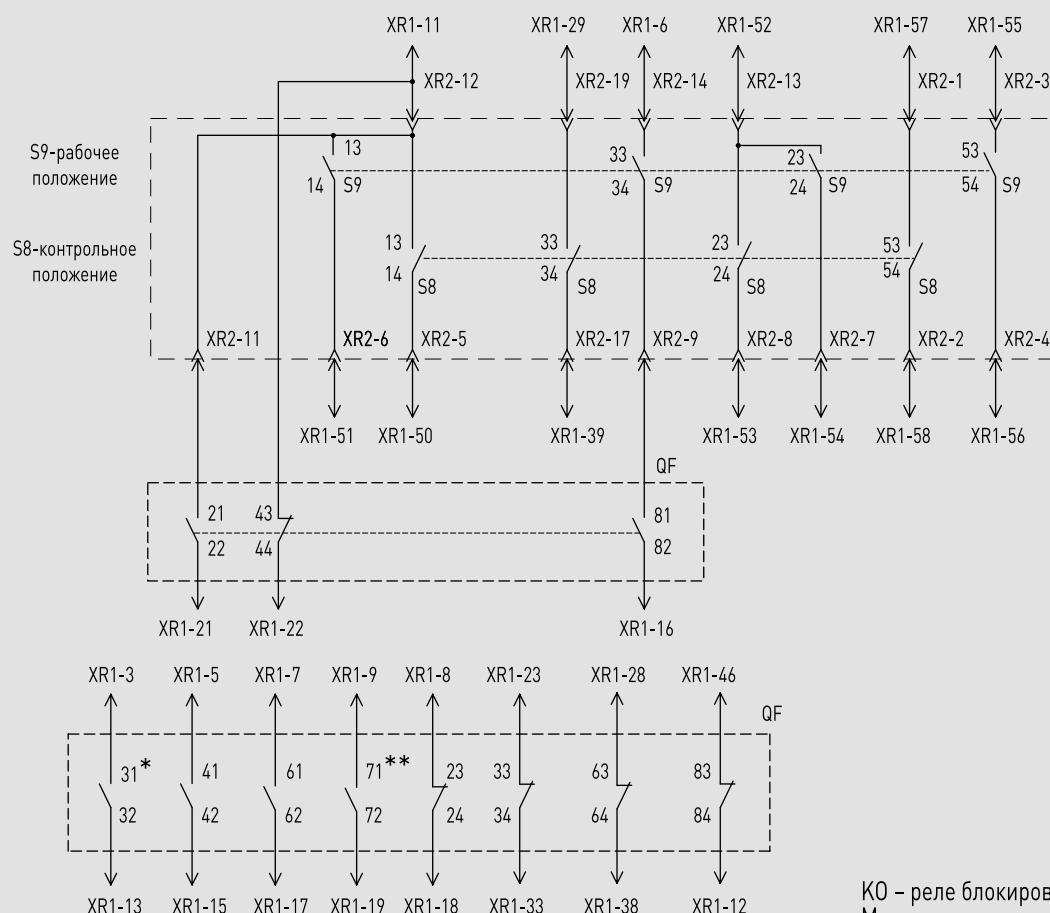 XR1-11 XR1-29 XR1-6 XR1-52 XR1-57 XR1-55
XR2-12 XR2-19 XR2-14 XR2-13 XR2-1 XR2-3
S9-рабочее
положение
13 33 23 53
14 S9 34 S9 24 S9 54 S9
S8-контрольное
положение
13 33 23 53
14 S8 34 S8 24 S8 54 S8
XR2-11 XR2-6 XR2-5 XR2-17 XR2-9 XR2-8 XR2-7 XR2-2 XR2-4
XR1-51 XR1-50 XR1-39 XR1-53 XR1-54 XR1-58 XR1-56
QF
21 43 81
22 44 82
XR1-21 XR1-22 XR1-16
XR1-3 XR1-5 XR1-7 XR1-9 XR1-8 XR1-23 XR1-28 XR1-46
QF
31* 41 61 71** 23 33 63 83
32 42 62 72 24 34 64 84
XR1-13 XR1-15 XR1-17 XR1-19 XR1-18 XR1-33 XR1-38 XR1-12
КО – реле блокиров